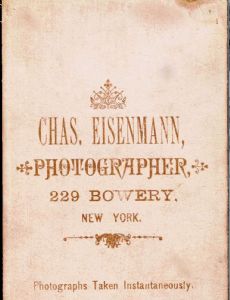 CHAS. EISENMANN,
PHOTOGRAPHER,
229 BOWERY.
NEW YORK.
Photographs Taken Instantaneously.